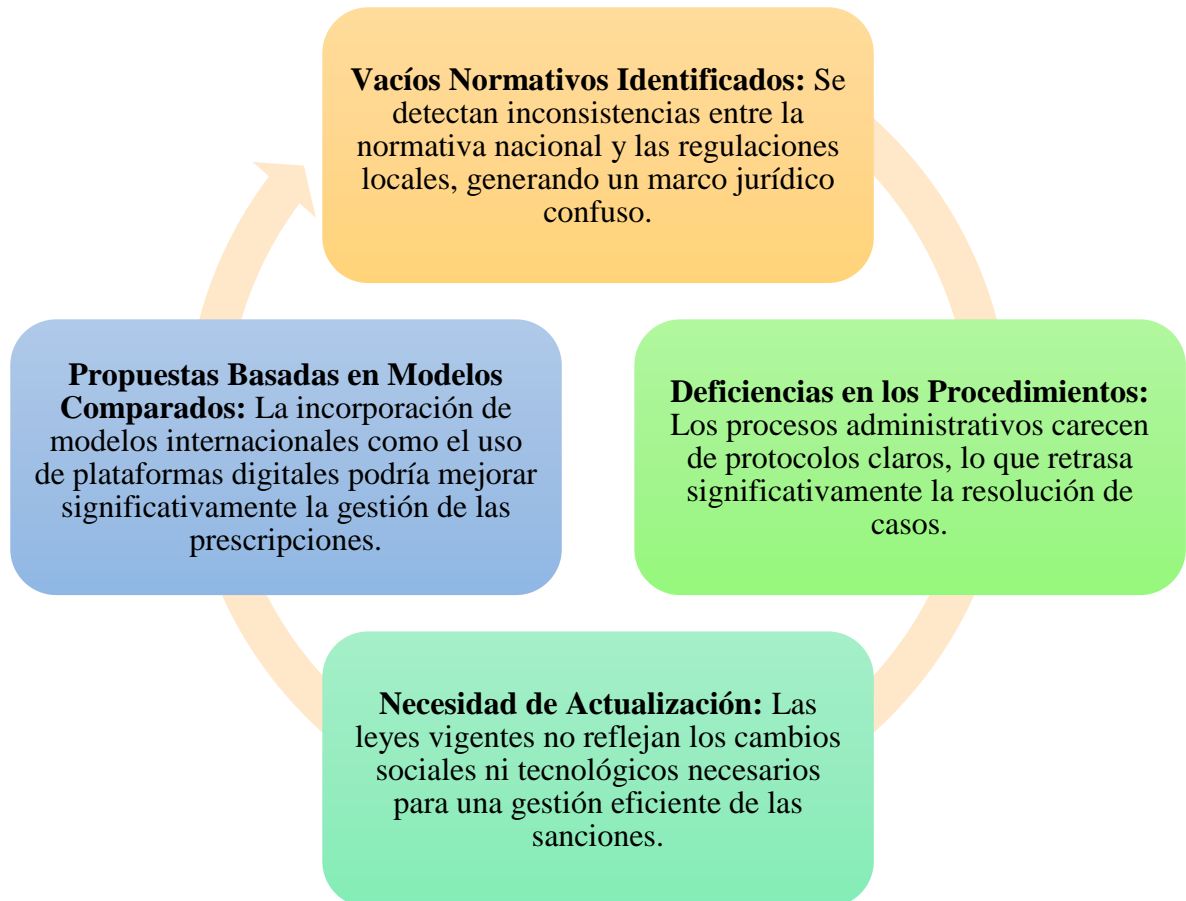 Vacíos Normativos Identificados: Se
detectan inconsistencias entre la
normativa nacional y las regulaciones
locales, generando un marco jurídico
confuso.
Deficiencias en los Procedimientos:
Los procesos administrativos carecen
de protocolos claros, lo que retrasa
significativamente la resolución de
casos.
Necesidad de Actualización: Las
leyes vigentes no reflejan los cambios
sociales ni tecnológicos necesarios
para una gestión eficiente de las
sanciones.
Propuestas Basadas en Modelos
Comparados: La incorporación de
modelos internacionales como el uso
de plataformas digitales podría mejorar
significativamente la gestión de las
prescripciones.